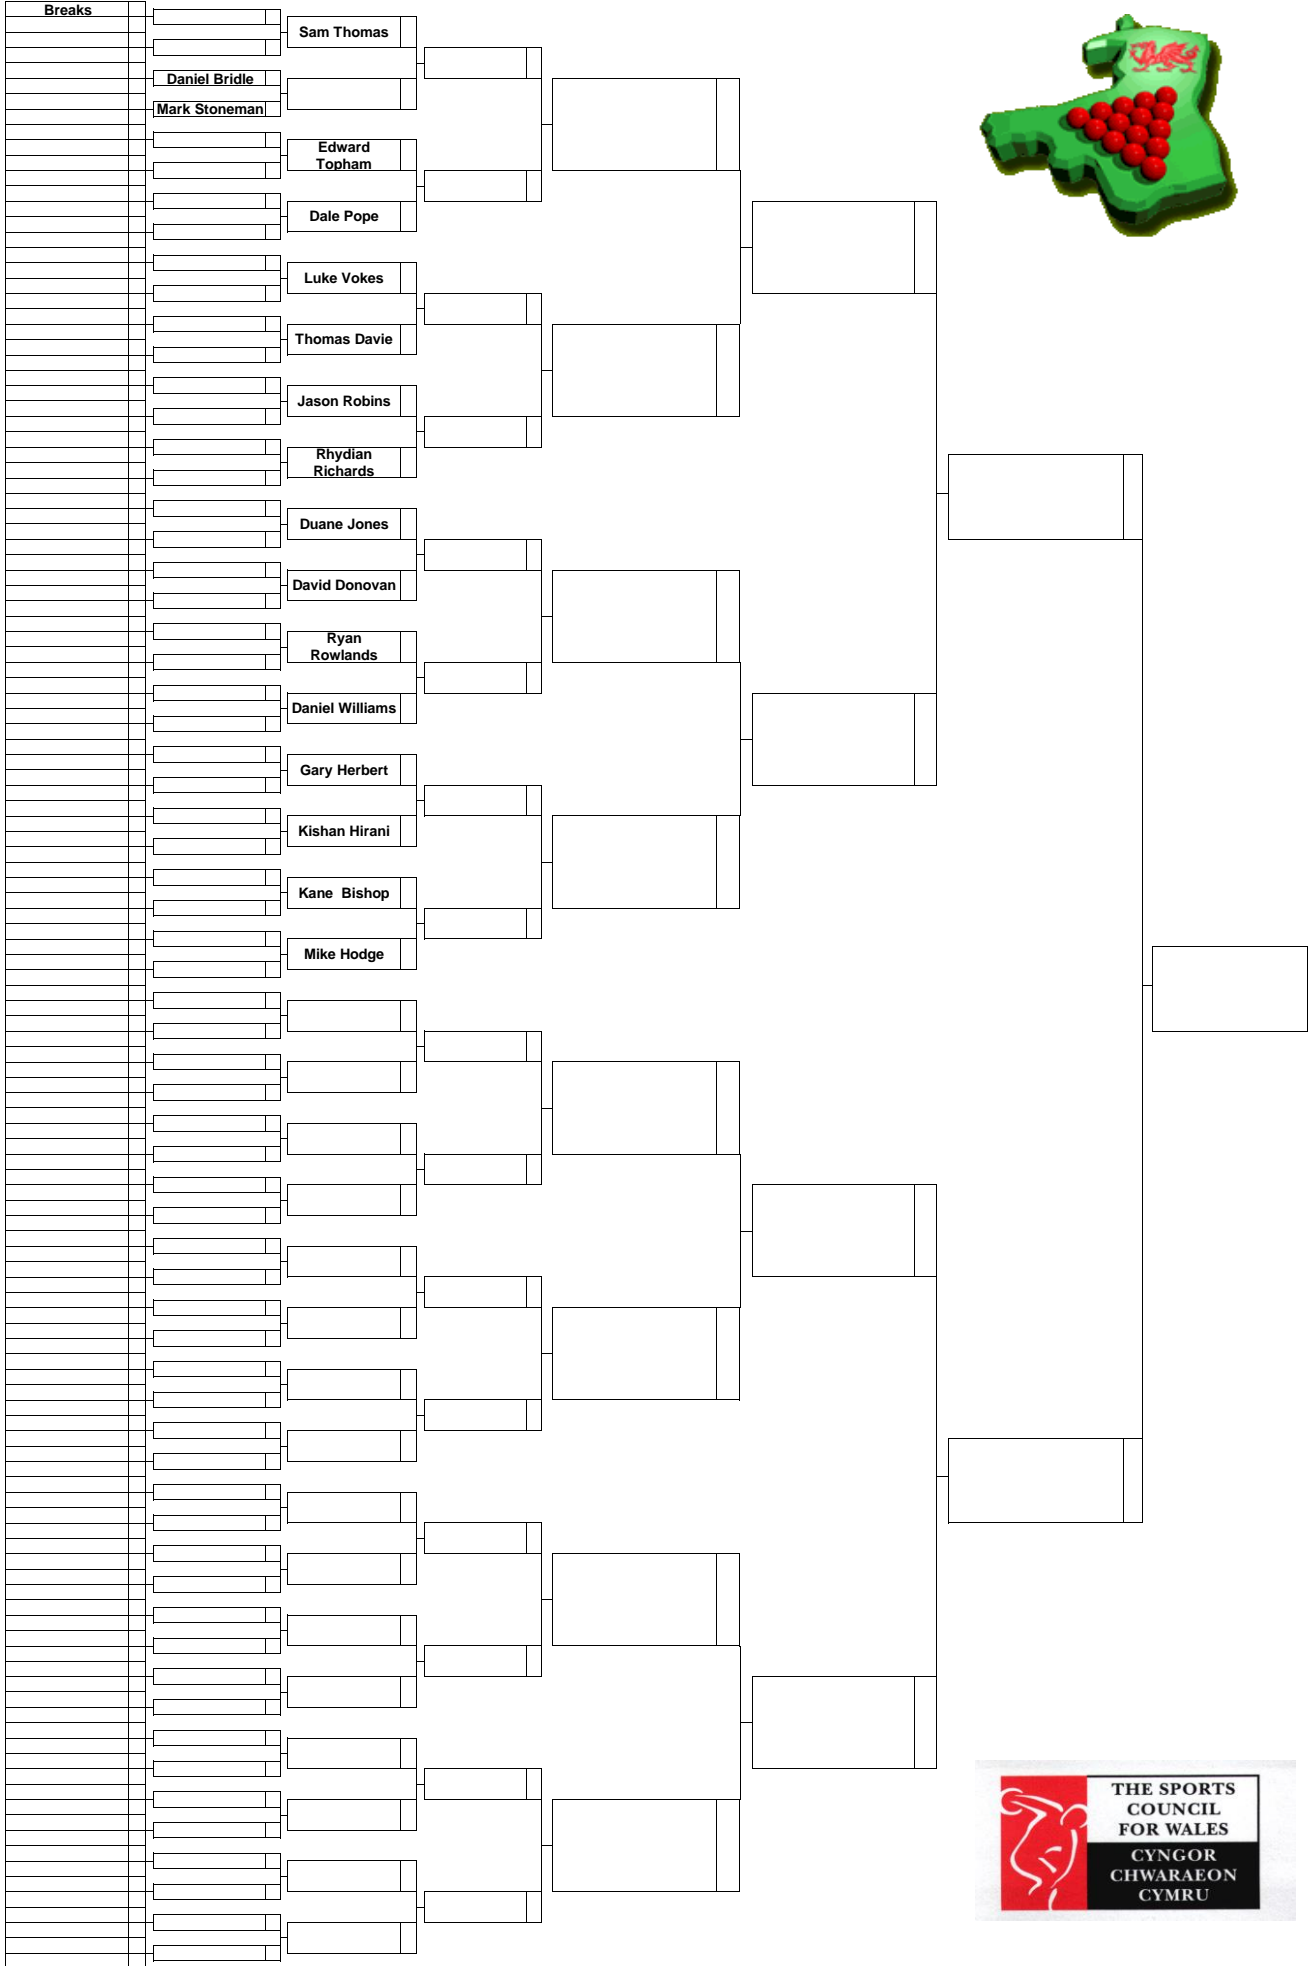 Breaks
Sam Thomas
Daniel Bridle
Mark Stoneman
Edward
Topham
Dale Pope
Luke Vokes
Thomas Davie
Jason Robins
Rhydian
Richards
Duane Jones
David Donovan
Ryan
Rowlands
Daniel Williams
Gary Herbert
Kishan Hirani
Kane  Bishop
Mike Hodge
THE SPORTS
COUNCIL
FOR WALES
CYNGOR
CHWARAEON
CYMRU